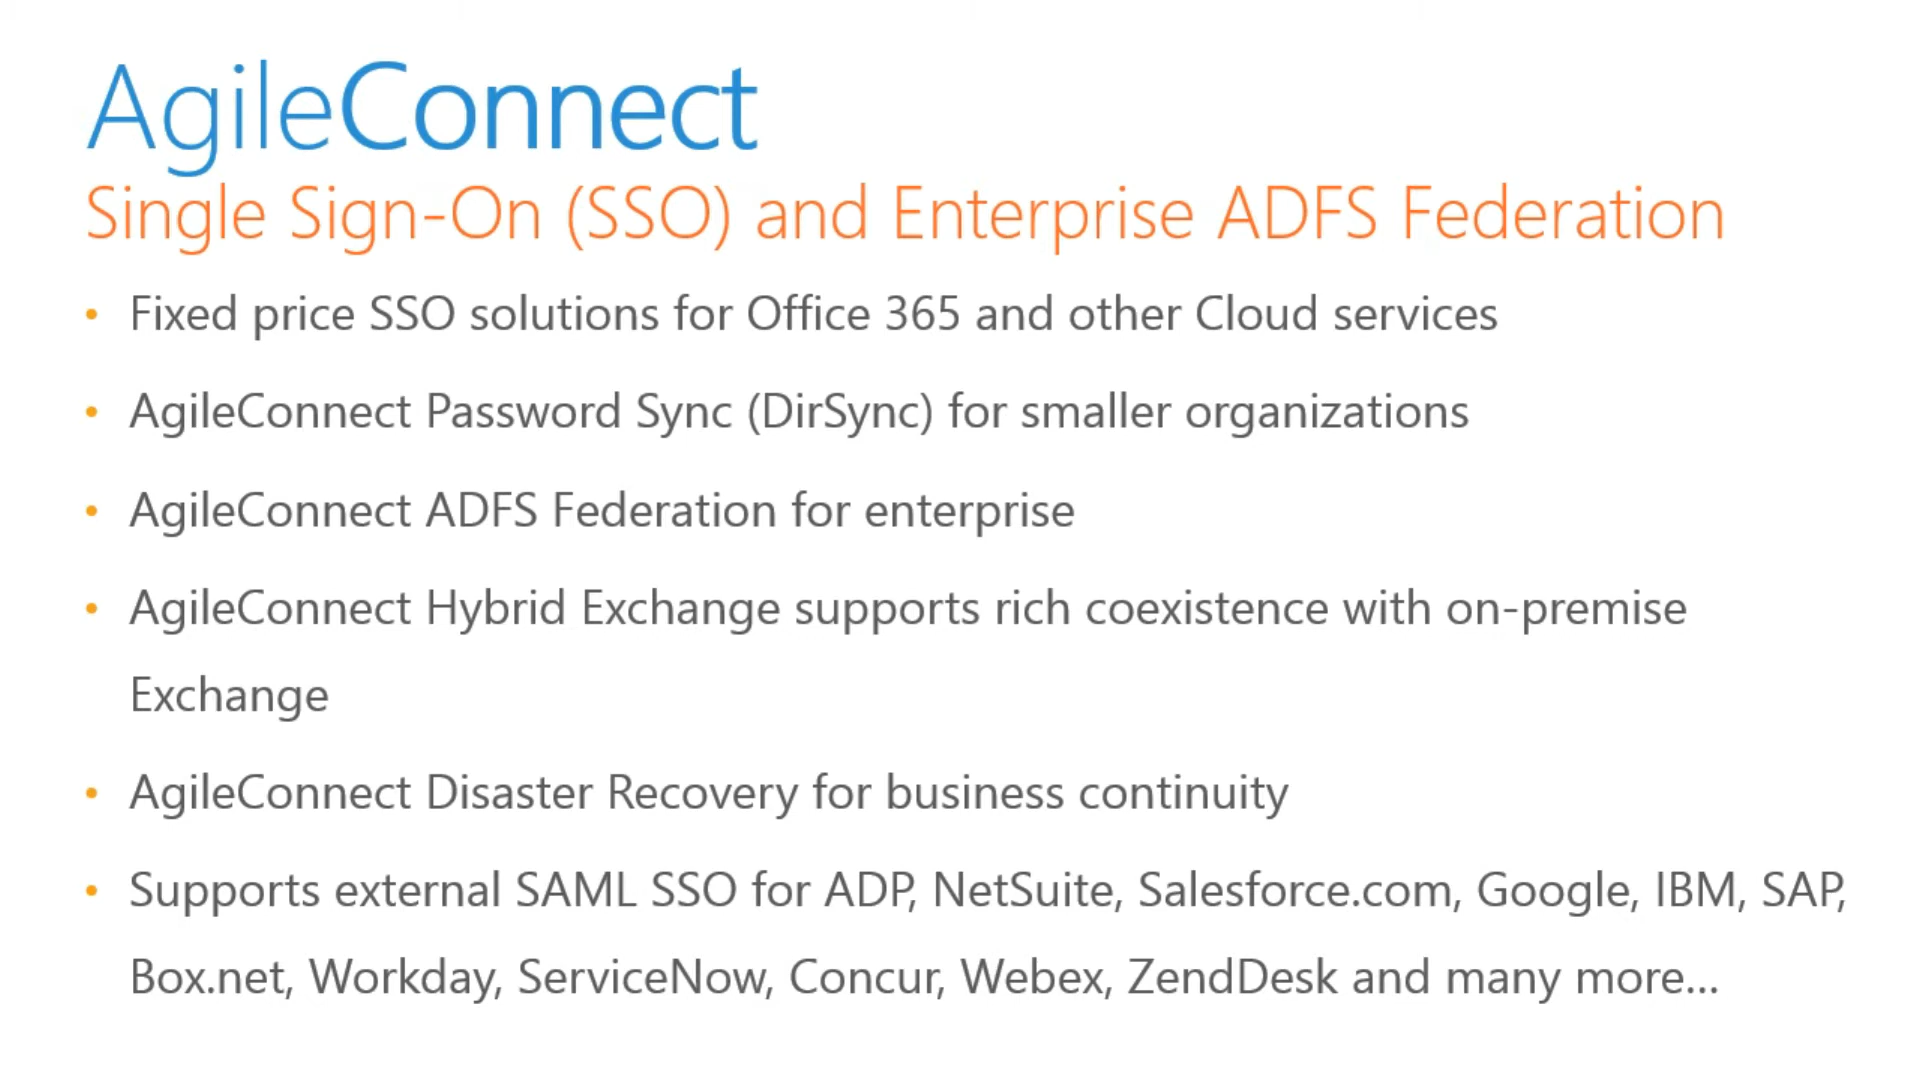 AgileConnect
Single Sign-On (SSO) and Enterprise ADFS Federation
• Fixed price SSO solutions for Office 365 and other Cloud services
• AgileConnect Password Sync (DirSync) for smaller organizations
• AgileConnect ADFS Federation for enterprise
• AgileConnect Hybrid Exchange supports rich coexistence with on-premise
Exchange
• AgileConnect Disaster Recovery for business continuity
• Supports external SAML SSO for ADP, NetSuite, Salesforce.com, Google, IBM, SAP,
Box.net, Workday, ServiceNow, Concur, Webex, ZendDesk and many more...